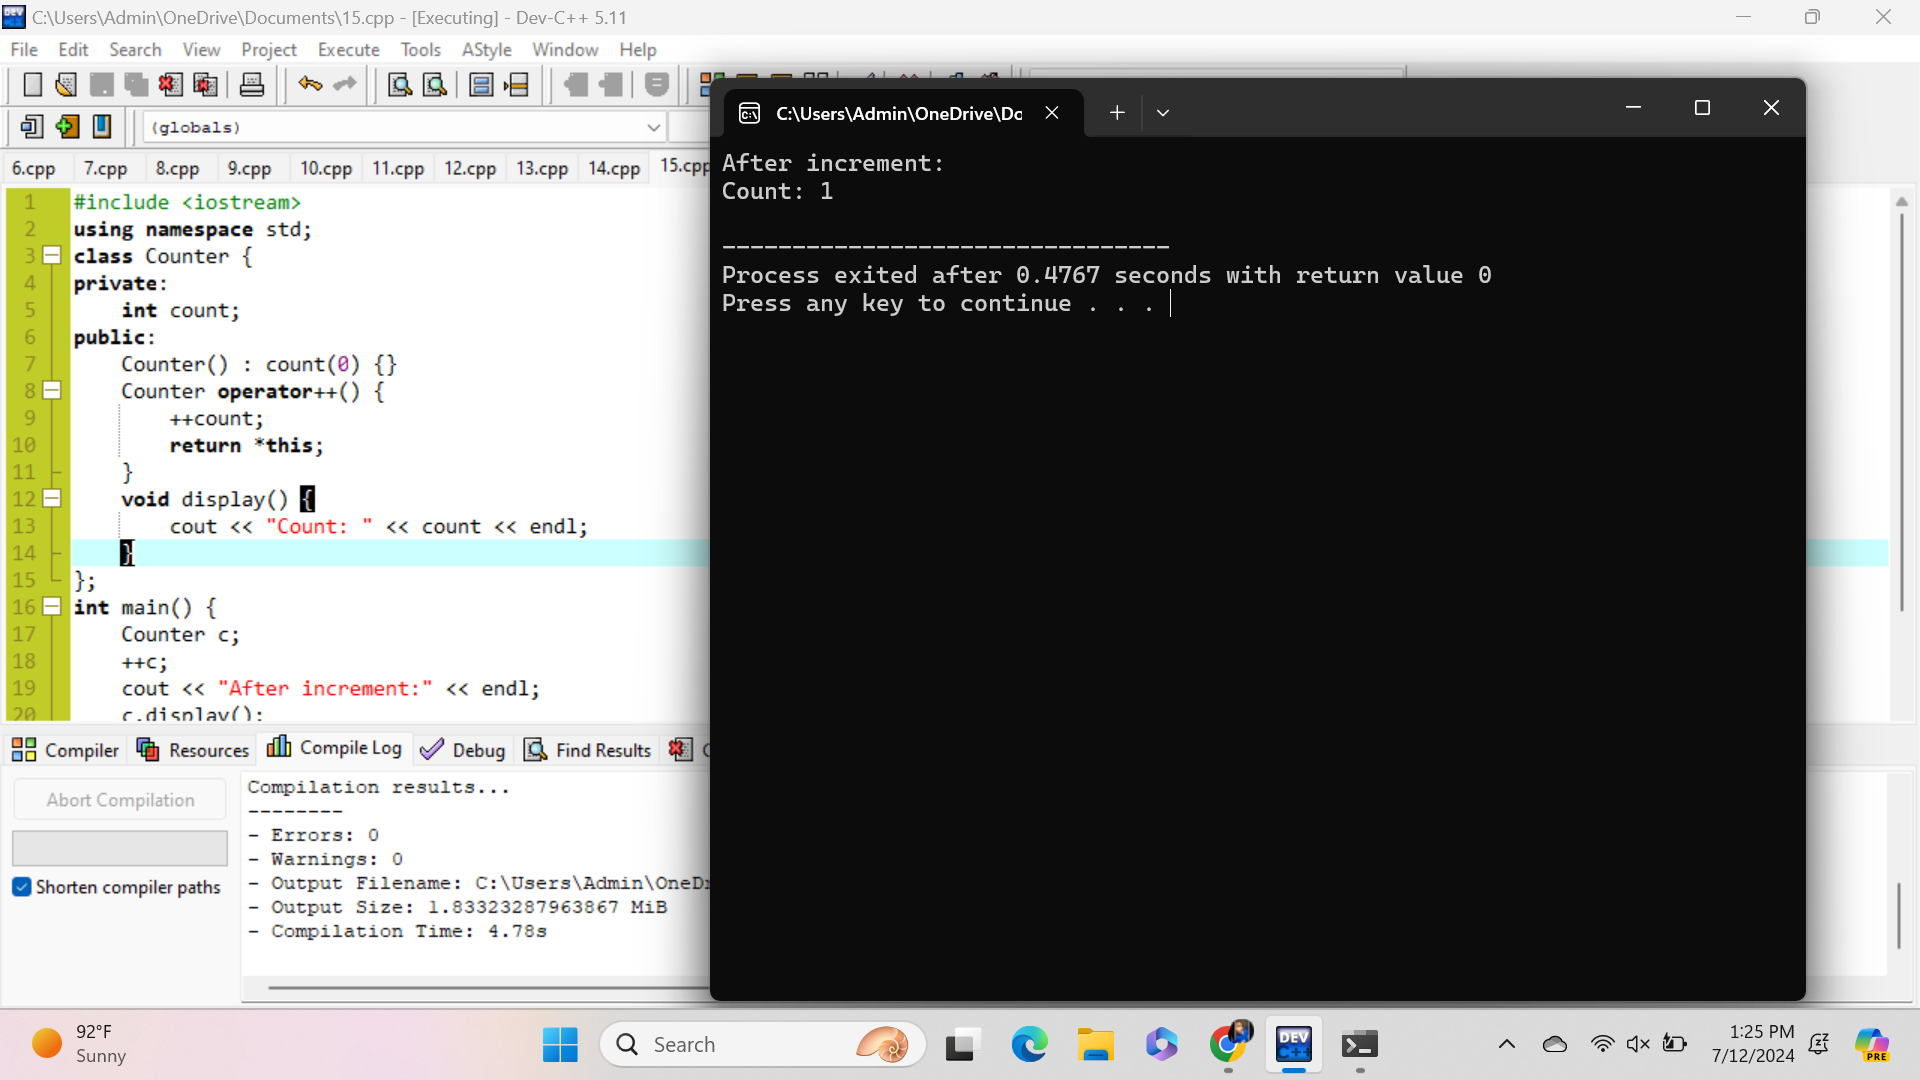 C:\Users\Admin\OneDrive\Documents\15.cpp - [Executing] - Dev-C++ 5.11
File Edit Search View Project Execute Tools AStyle Window Help
(globals)
6.cpp 7.cpp 8.cpp 9.cpp 10.cpp 11.cpp 12.cpp 13.cpp 14.cpp 15.cpp
1 #include <iostream>
2 using namespace std;
3 class Counter {
4 private:
5     int count;
6 public:
7     Counter() : count(0) {}
8     Counter operator++() {
9         ++count;
10         return *this;
11     }
12     void display() {
13         cout << "Count: " << count << endl;
14     }
15 };
16 int main() {
17     Counter c;
18     ++c;
19     cout << "After increment:" << endl;
20     c.display();
C:\Users\Admin\OneDrive\Do
After increment:
Count: 1
--------------------------------
Process exited after 0.4767 seconds with return value 0
Press any key to continue . . .
Compiler Resources Compile Log Debug Find Results
Abort Compilation
Shorten compiler paths
Compilation results...
--------
- Errors: 0
- Warnings: 0
- Output Filename: C:\Users\Admin\OneD
- Output Size: 1.83323287963867 MiB
- Compilation Time: 4.78s
92°F
Sunny
Search
DEV
C++
PRE
1:25 PM
7/12/2024